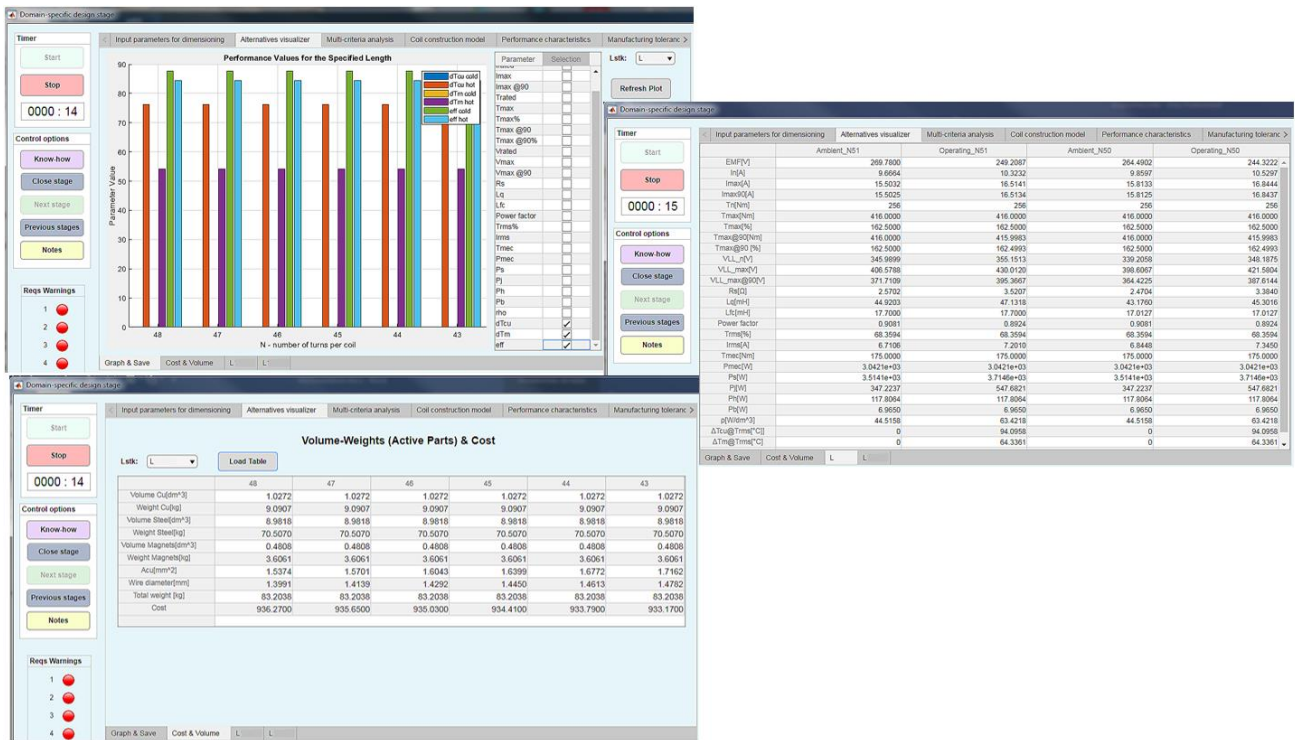 Domain-specific design stage
Timer
Start
Stop
0000 : 14
Control options
Know-how
Close stage
Next stage
Previous stages
Notes
Reqs Warnings
1
2
3
4
Input parameters for dimensioning Alternatives visualizer Multi-criteria analysis Coil construction model Performance characteristics Manufacturing toleranc
Performance Values for the Specified Length
Parameter Value
90
80
70
60
50
40
30
20
10
0
48 47 46 45 44 43
N - number of turns per coil
dTcu cold
dTcu hot
dTm cold
dTm hot
eff cold
eff hot
Parameter Selection
Imax
Imax @90
Trated
Tmax
Tmax%
Tmax @90
Tmax @90%
Vrated
Vmax
Vmax @90
Rs
Lq
Lfc
Power factor
Trms%
Irms
Tmec
Pmec
Ps
Pj
Ph
Pb
rho
dTcu
dTm
eff
Lstk: L
Refresh Plot
Graph & Save Cost & Volume L L
Domain-specific design stage
Timer
Start
Stop
0000 : 15
Control options
Know-how
Close stage
Next stage
Previous stages
Notes
Input parameters for dimensioning Alternatives visualizer Multi-criteria analysis Coil construction model Performance characteristics Manufacturing toleranc
Ambient_N51 Operating_N51 Ambient_N50 Operating_N50
EMF[V] 269.7800 249.2087 264.4902 244.3222
In[A] 9.6664 10.3232 9.8597 10.5297
Imax[A] 15.5032 16.5141 15.8133 16.8444
Imax90[A] 15.5025 16.5134 15.8125 16.8437
Tn[Nm] 256 256 256 256
Tmax[Nm] 416.0000 416.0000 416.0000 416.0000
Tmax[%] 162.5000 162.5000 162.5000 162.5000
Tmax@90[Nm] 416.0000 415.9983 416.0000 415.9983
Tmax@90 [%] 162.5000 162.4993 162.5000 162.4993
VLL_n[V] 345.9899 355.1513 339.2058 348.1875
VLL_max[V] 406.5788 430.0120 398.6067 421.5804
VLL_max@90[V] 371.7109 395.3667 364.4225 387.6144
Rs[Ω] 2.5702 3.5207 2.4704 3.3840
Lq[mH] 44.9203 47.1318 43.1760 45.3016
Lfc[mH] 17.7000 17.7000 17.0127 17.0127
Power factor 0.9081 0.8924 0.9081 0.8924
Trms[%] 68.3594 68.3594 68.3594 68.3594
Irms[A] 6.7106 7.2010 6.8448 7.3450
Tmec[Nm] 175.0000 175.0000 175.0000 175.0000
Pmec[W] 3.0421e+03 3.0421e+03 3.0421e+03 3.0421e+03
Ps[W] 3.5141e+03 3.7146e+03 3.5141e+03 3.7146e+03
Pj[W] 347.2237 547.6821 347.2237 547.6821
Ph[W] 117.8064 117.8064 117.8064 117.8064
Pb[W] 6.9650 6.9650 6.9650 6.9650
p[W/dm^3] 44.5158 63.4218 44.5158 63.4218
ΔTcu@Trms[°C]] 0 94.0958 0 94.0958
ΔTm@Trms[°C] 0 64.3361 0 64.3361
Graph & Save Cost & Volume L L
Domain-specific design stage
Timer
Start
Stop
0000 : 14
Control options
Know-how
Close stage
Next stage
Previous stages
Notes
Reqs Warnings
1
2
3
4
Input parameters for dimensioning Alternatives visualizer Multi-criteria analysis Coil construction model Performance characteristics Manufacturing toleranc
Volume-Weights (Active Parts) & Cost
Lstk: L Load Table
48 47 46 45 44 43
Volume Cu[dm^3] 1.0272 1.0272 1.0272 1.0272 1.0272 1.0272
Weight Cu[kg] 9.0907 9.0907 9.0907 9.0907 9.0907 9.0907
Volume Steel[dm^3] 8.9818 8.9818 8.9818 8.9818 8.9818 8.9818
Weight Steel[kg] 70.5070 70.5070 70.5070 70.5070 70.5070 70.5070
Volume Magnets[dm^3] 0.4808 0.4808 0.4808 0.4808 0.4808 0.4808
Weight Magnets[kg] 3.6061 3.6061 3.6061 3.6061 3.6061 3.6061
Acu[mm^2] 1.5374 1.5701 1.6043 1.6399 1.6772 1.7162
Wire diameter[mm] 1.3991 1.4139 1.4292 1.4450 1.4613 1.4782
Total weight [kg] 83.2038 83.2038 83.2038 83.2038 83.2038 83.2038
Cost 936.2700 935.6500 935.0300 934.4100 933.7900 933.1700
Graph & Save Cost & Volume L L